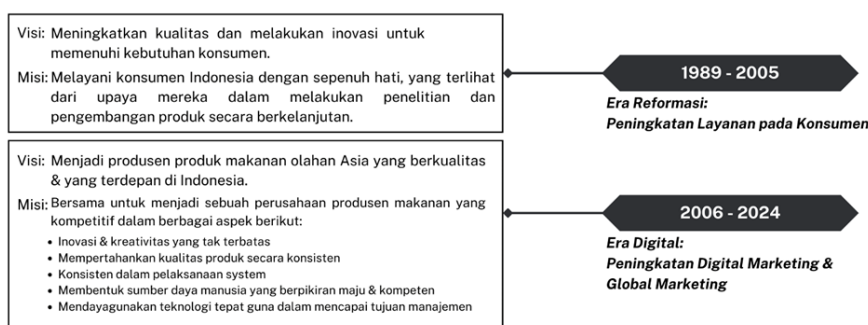 Visi: Meningkatkan kualitas dan melakukan inovasi untuk
memenuhi kebutuhan konsumen.
Misi: Melayani konsumen Indonesia dengan sepenuh hati, yang terlihat
dari upaya mereka dalam melakukan penelitian dan
pengembangan produk secara berkelanjutan.
1989 - 2005
Era Reformasi:
Peningkatan Layanan pada Konsumen
Visi: Menjadi produsen produk makanan olahan Asia yang berkualitas
& yang terdepan di Indonesia.
Misi: Bersama untuk menjadi sebuah perusahaan produsen makanan yang
kompetitif dalam berbagai aspek berikut:
• Inovasi & kreativitas yang tak terbatas
• Mempertahankan kualitas produk secara konsisten
• Konsisten dalam pelaksanaan system
• Membentuk sumber daya manusia yang berpikiran maju & kompeten
• Mendayagunakan teknologi tepat guna dalam mencapai tujuan manajemen
2006 - 2024
Era Digital:
Peningkatan Digital Marketing &
Global Marketing